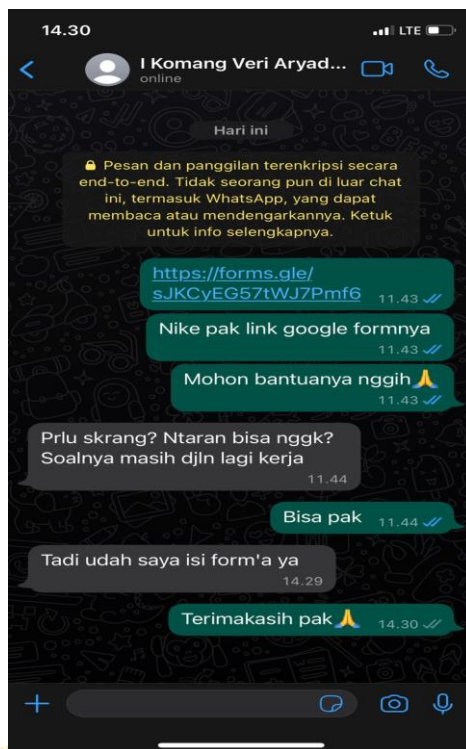 14.30
LTE
I Komang Veri Aryad...
online
Hari ini
Pesan dan panggilan terenkripsi secara
end-to-end. Tidak seorang pun di luar chat
ini, termasuk WhatsApp, yang dapat
membaca atau mendengarkannya. Ketuk
untuk info selengkapnya.
https://forms.gle/
sJKCyEG57tWJ7Pmf6 11.43
Nike pak link google formnya
11.43
Mohon bantuanya nggih🙏
11.43
Prlu skrang? Ntaran bisa nggk?
Soalnya masih djln lagi kerja
11.44
Bisa pak 11.44
Tadi udah saya isi form'a ya
14.29
Terimakasih pak🙏 14.30